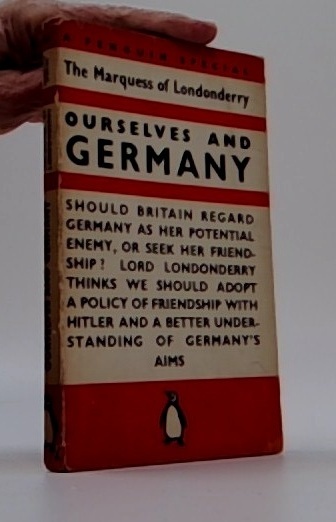 A PENGUIN SPECIAL
The Marquess of Londonderry
OURSELVES AND
GERMANY
SHOULD BRITAIN REGARD
GERMANY AS HER POTENTIAL
ENEMY, OR SEEK HER FRIEND-
SHIP? LORD LONDONDERRY
THINKS WE SHOULD ADOPT
A POLICY OF FRIENDSHIP WITH
HITLER AND A BETTER UNDER-
STANDING OF GERMANY'S
AIMS